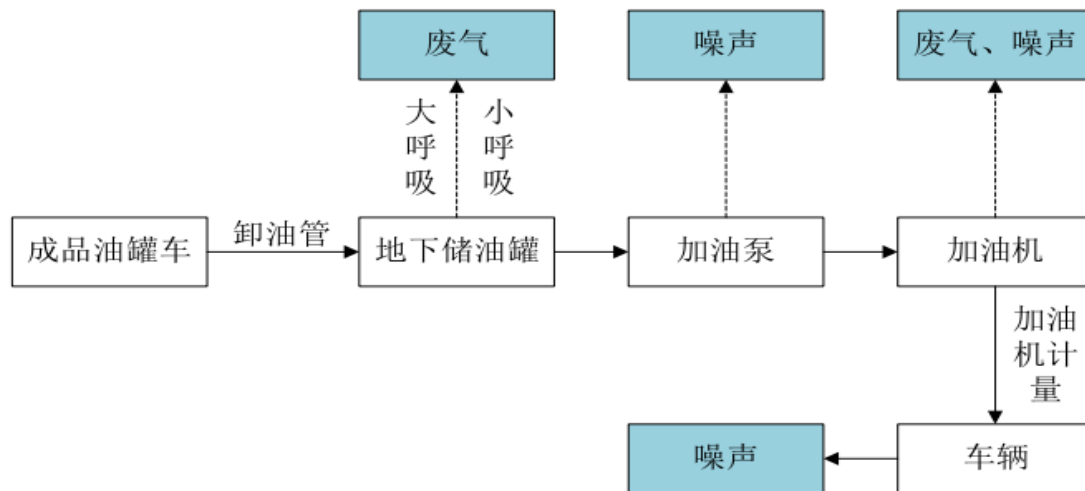 废气
噪声
废气、噪声
大呼吸
小呼吸
成品油罐车
卸油管
地下储油罐
加油泵
加油机
加油
机计
量
噪声
车辆